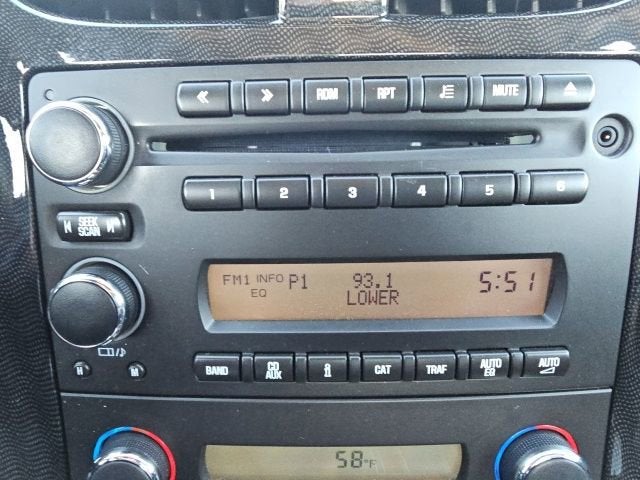 RDM RPT MUTE
1 2 3 4 5 6
SEEK
SCAN
FM1 INFO P1 93.1 5:51
EQ LOWER
H M
BAND CD AUX i CAT TRAF AUTO EQ AUTO
58°F